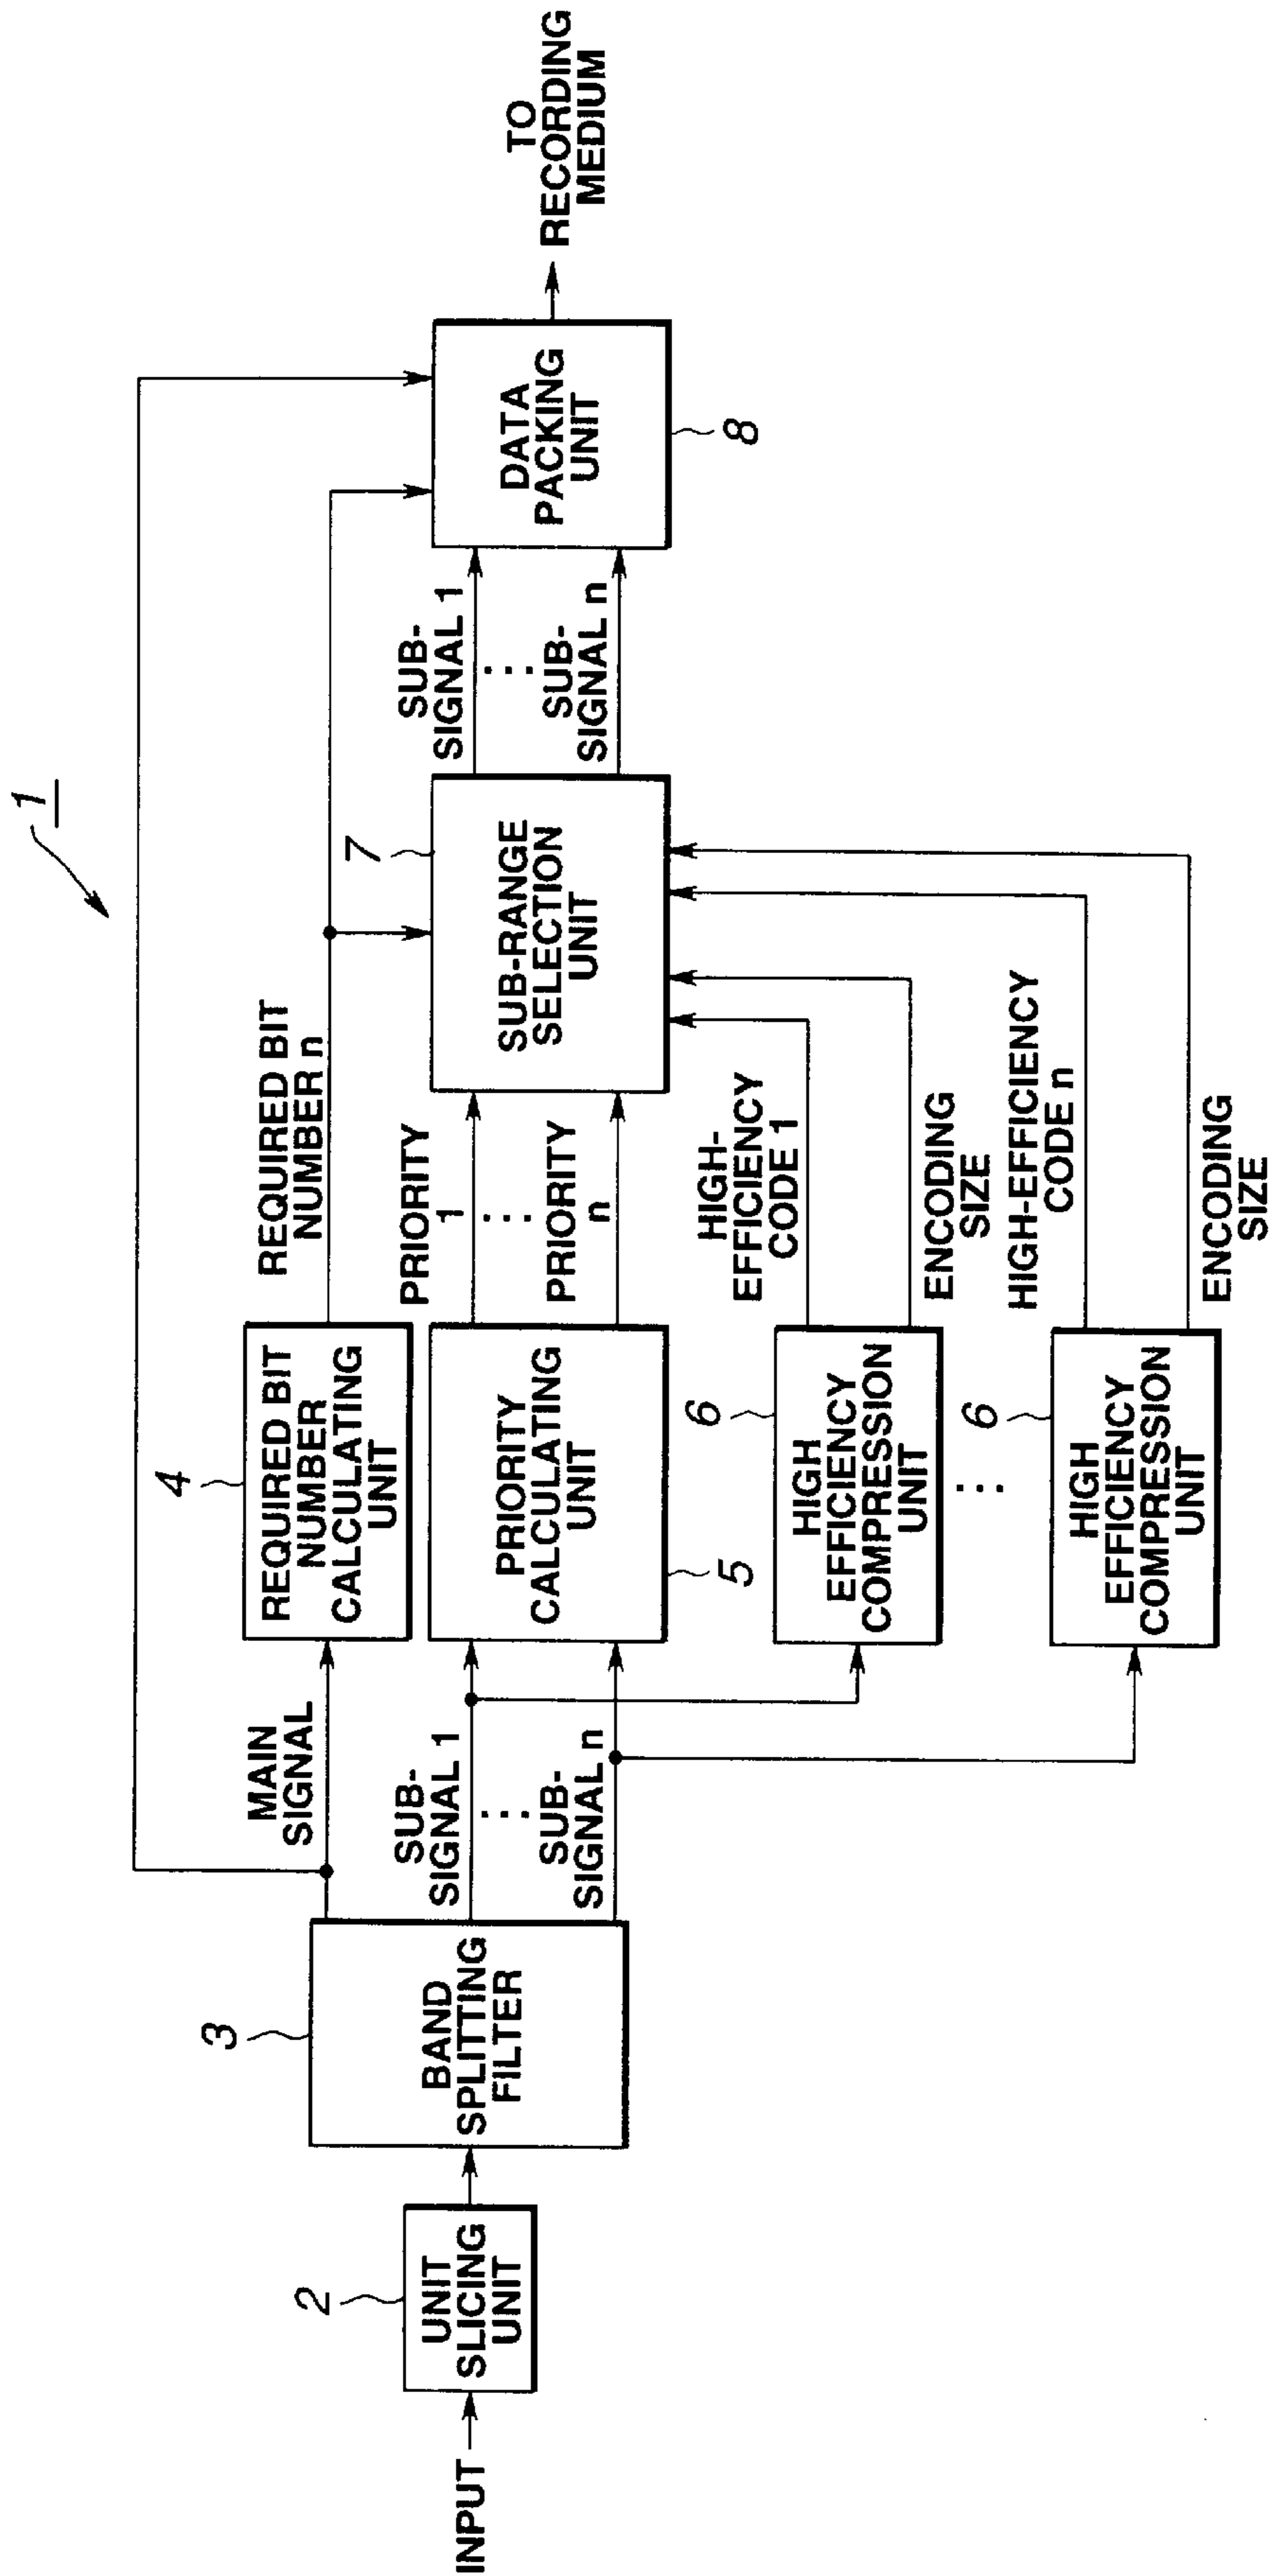 1
INPUT
UNIT
SLICING
UNIT
2
BAND
SPLITTING
FILTER
3
MAIN
SIGNAL
SUB-
SIGNAL 1
SUB-
SIGNAL n
REQUIRED BIT
NUMBER
CALCULATING
UNIT
4
PRIORITY
CALCULATING
UNIT
5
HIGH
EFFICIENCY
COMPRESSION
UNIT
6
HIGH
EFFICIENCY
COMPRESSION
UNIT
6
REQUIRED BIT
NUMBER n
PRIORITY
1
PRIORITY
n
HIGH-
EFFICIENCY
CODE 1
ENCODING
SIZE
HIGH-EFFICIENCY
CODE n
ENCODING
SIZE
SUB-RANGE
SELECTION
UNIT
7
SUB-
SIGNAL 1
SUB-
SIGNAL n
DATA
PACKING
UNIT
8
TO
RECORDING
MEDIUM